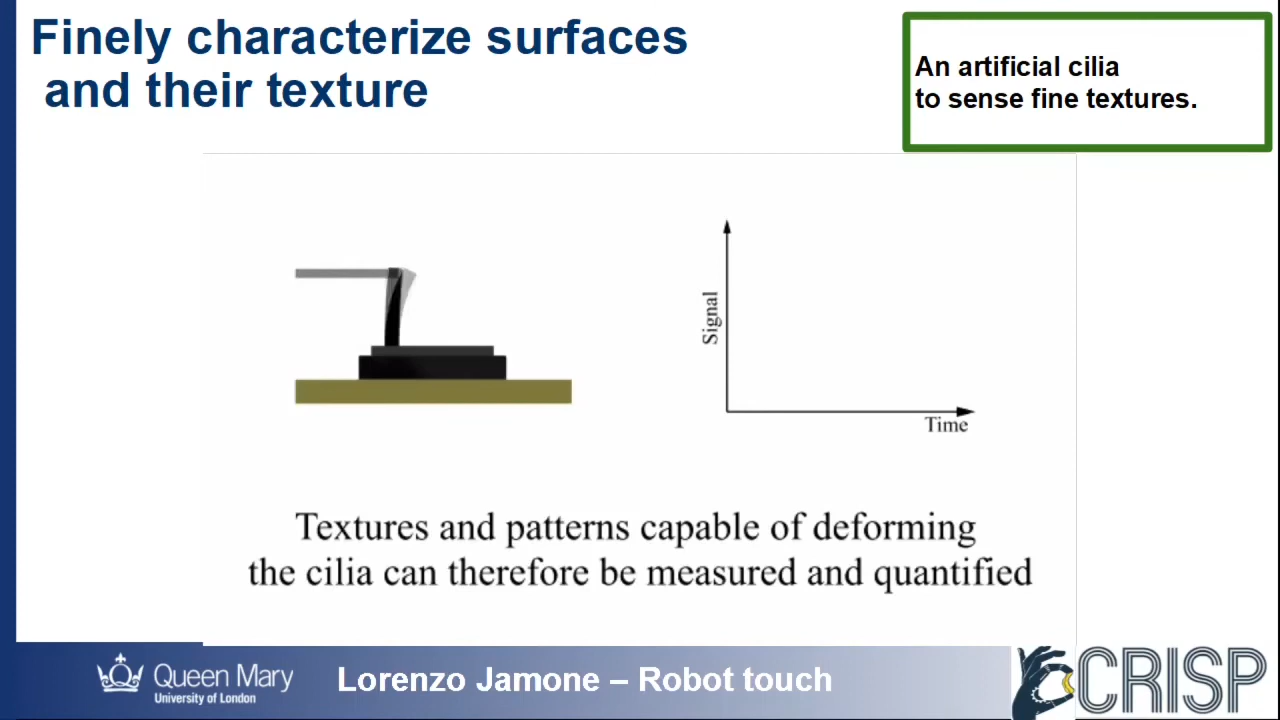 Finely characterize surfaces
and their texture
An artificial cilia
to sense fine textures.
Signal
Time
Textures and patterns capable of deforming
the cilia can therefore be measured and quantified
Queen Mary
University of London
Lorenzo Jamone – Robot touch
CRISP